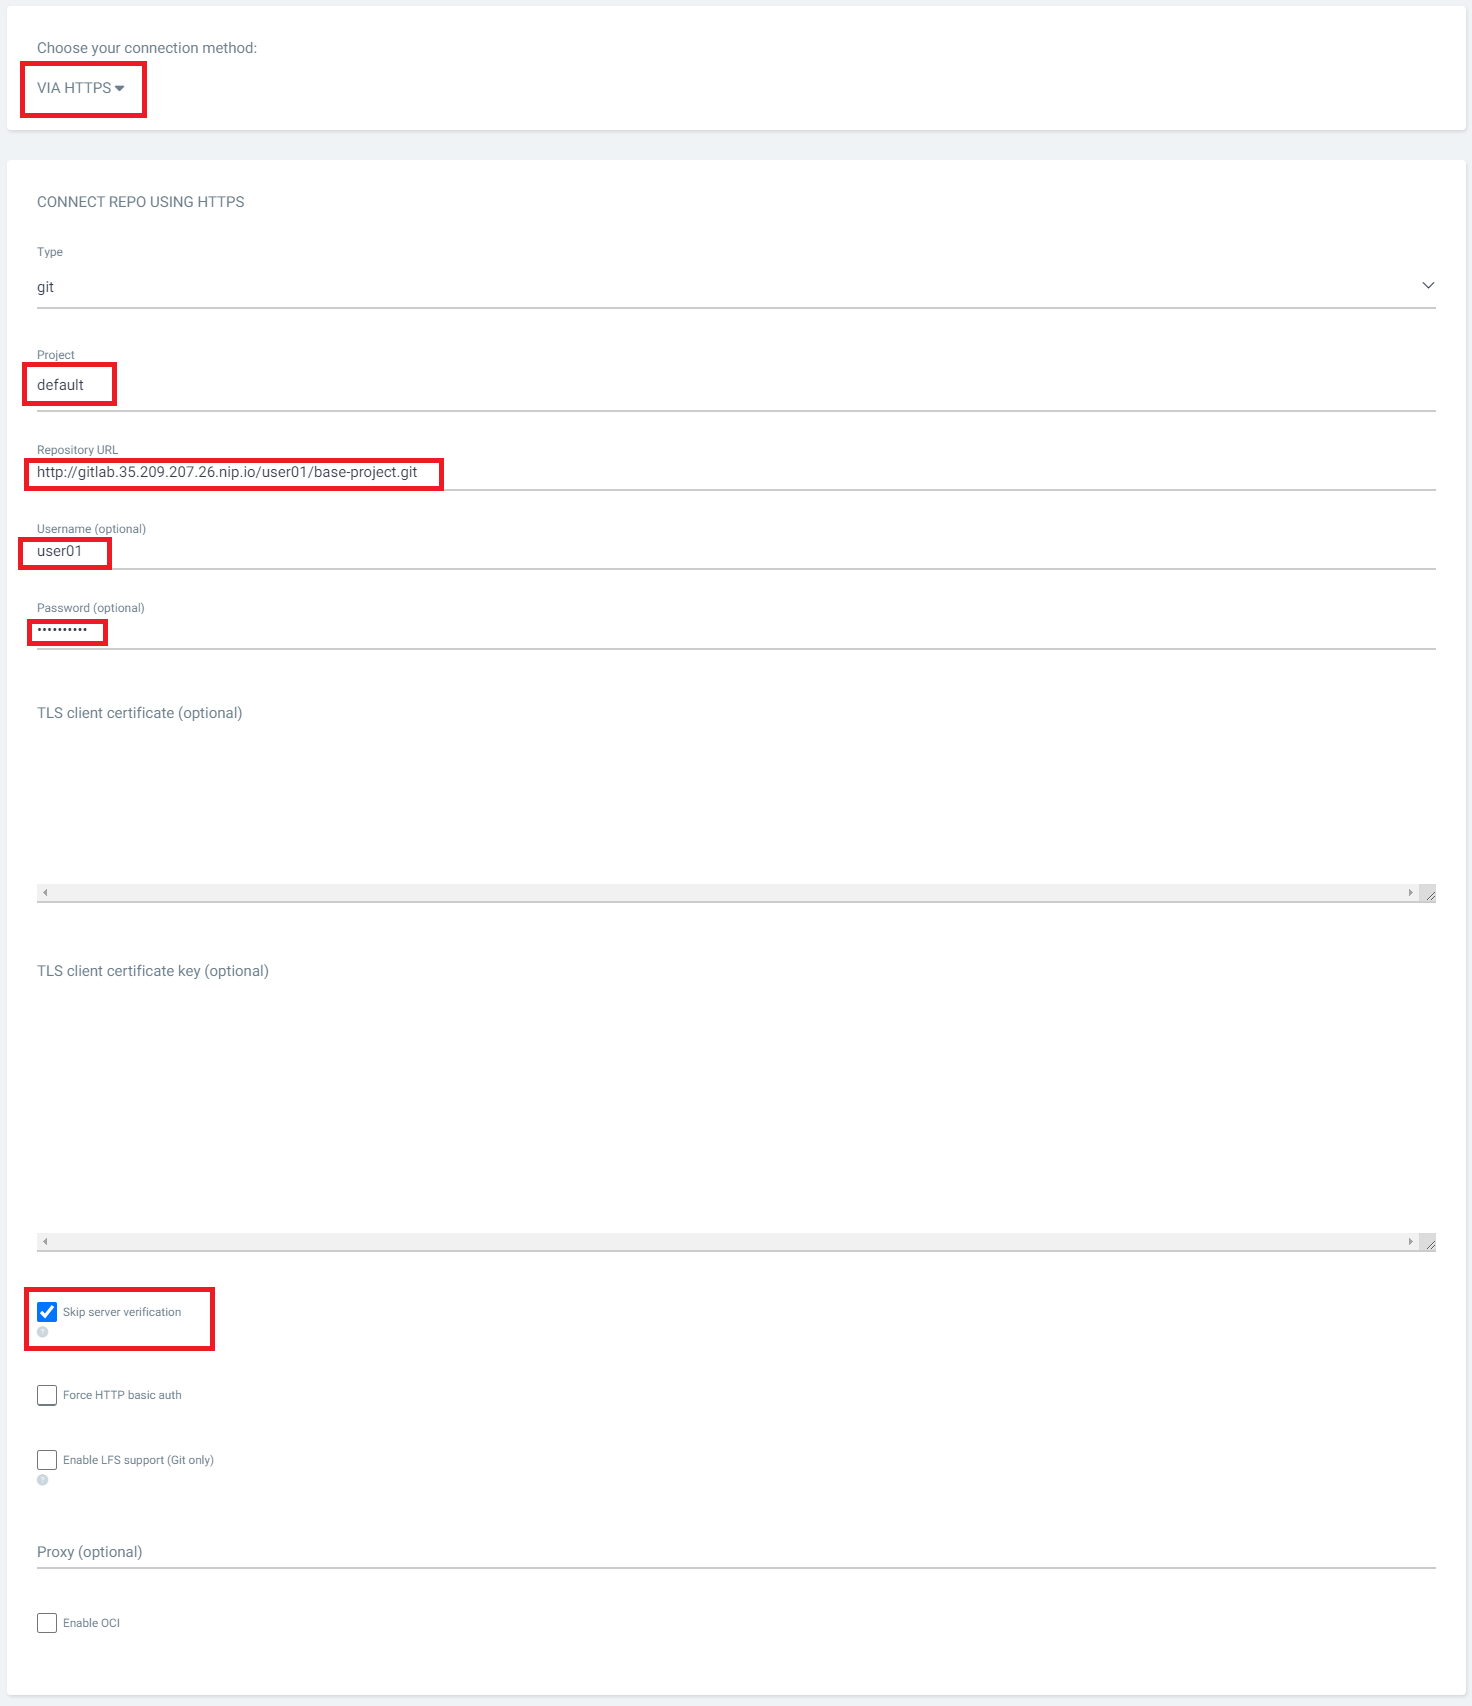 Choose your connection method:
VIA HTTPS
CONNECT REPO USING HTTPS
Type
git
Project
default
Repository URL
http://gitlab.35.209.207.26.nip.io/user01/base-project.git
Username (optional)
user01
Password (optional)
••••••••••
TLS client certificate (optional)
TLS client certificate key (optional)
Skip server verification
Force HTTP basic auth
Enable LFS support (Git only)
Proxy (optional)
Enable OCI